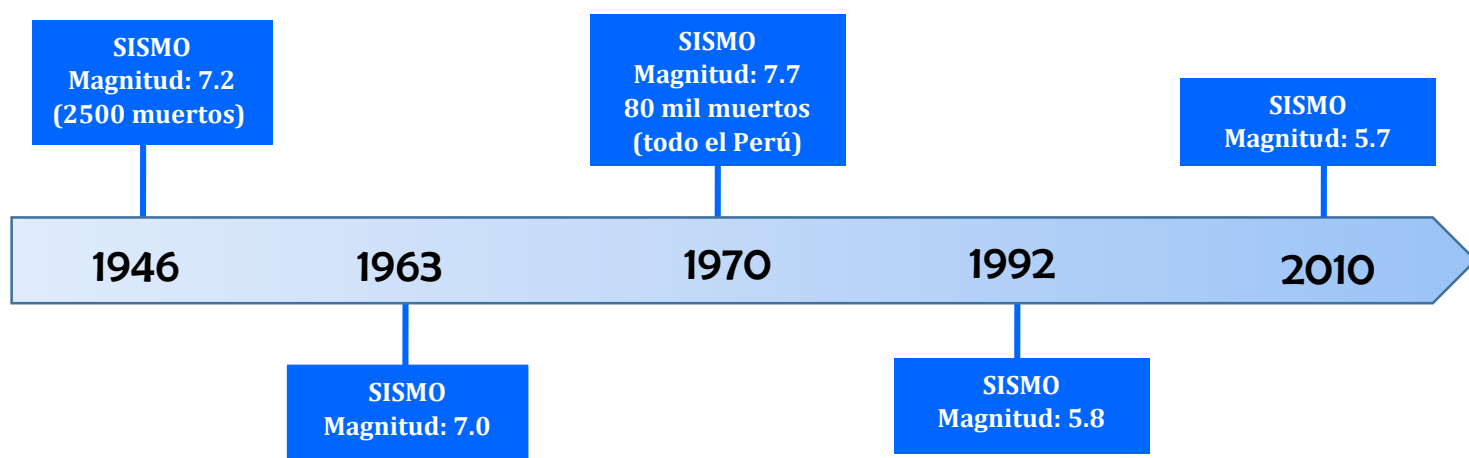 SISMO
Magnitud: 7.2
(2500 muertos)
SISMO
Magnitud: 7.7
80 mil muertos
(todo el Perú)
SISMO
Magnitud: 5.7
1946
1963
1970
1992
2010
SISMO
Magnitud: 7.0
SISMO
Magnitud: 5.8